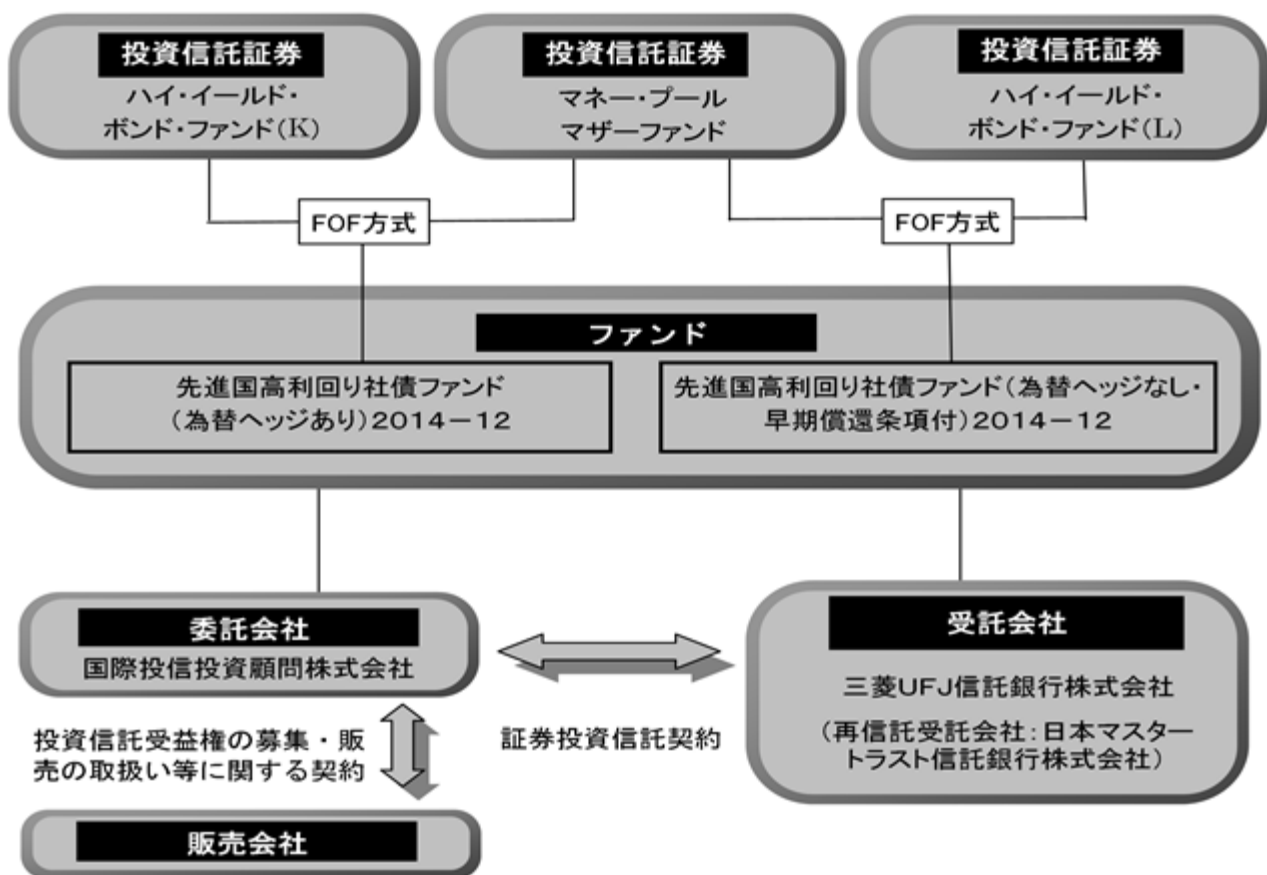 投資信託証券
ハイ・イールド・
ボンド・ファンド(K)
投資信託証券
マネー・プール
マザーファンド
投資信託証券
ハイ・イールド・
ボンド・ファンド(L)
FOF方式
FOF方式
ファンド
先進国高利回り社債ファンド
(為替ヘッジあり)2014-12
先進国高利回り社債ファンド(為替ヘッジなし・
早期償還条項付)2014-12
委託会社
国際投信投資顧問株式会社
受託会社
三菱UFJ信託銀行株式会社
(再信託受託会社:日本マスター
トラスト信託銀行株式会社)
証券投資信託契約
投資信託受益権の募集・販
売の取扱い等に関する契約
販売会社